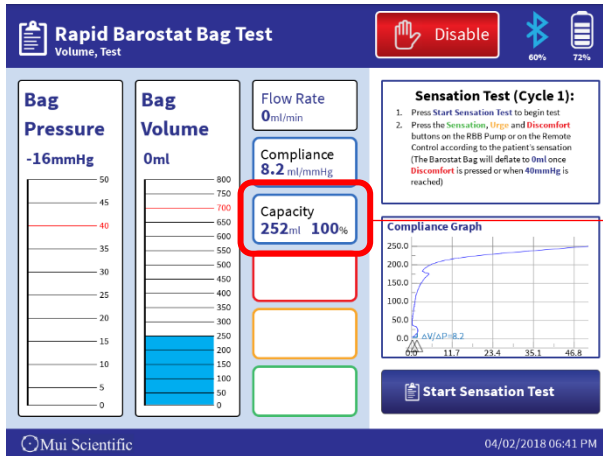 Rapid Barostat Bag Test
Volume, Test
Disable
60%
72%
Bag
Pressure
-16mmHg
50
45
40
35
30
25
20
15
10
5
0
Bag
Volume
0ml
800
750
700
650
600
550
500
450
400
350
300
250
200
150
100
50
0
Flow Rate
0ml/min
Compliance
8.2 ml/mmHg
Capacity
252ml 100%
Sensation Test (Cycle 1):
1. Press Start Sensation Test to begin test
2. Press the Sensation, Urge and Discomfort
buttons on the RBB Pump or on the Remote
Control according to the patient's sensation
(The Barostat Bag will deflate to 0ml once
Discomfort is pressed or when 40mmHg is
reached)
Compliance Graph
250.0
200.0
150.0
100.0
50.0
0.0
ΔV/ΔP=8.2
0.0 11.7 23.4 35.1 46.8
Start Sensation Test
Mui Scientific
04/02/2018 06:41 PM